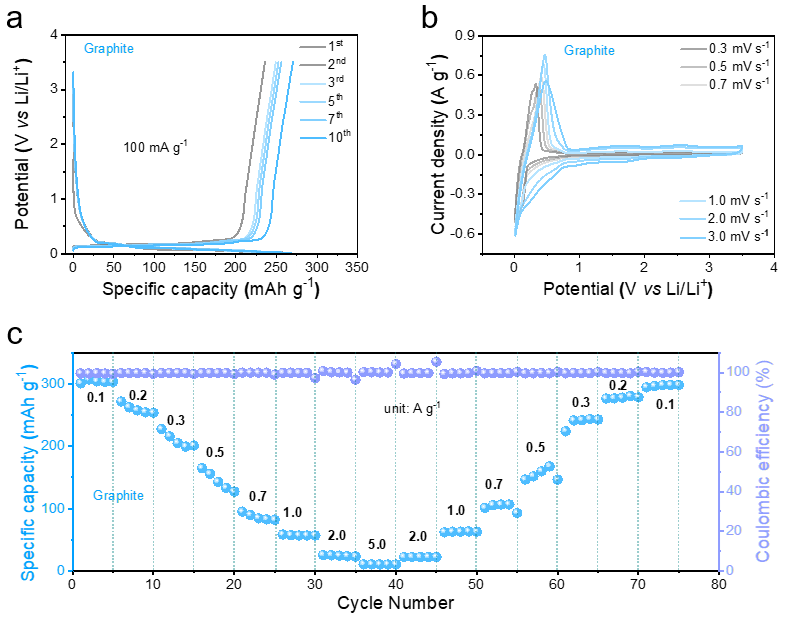 a
Graphite
1st
2nd
3rd
5th
7th
10th
100 mA g-1
Potential (V vs Li/Li+)
4
3
2
1
0
0 50 100 150 200 250 300 350
Specific capacity (mAh g-1)
b
Graphite
0.3 mV s-1
0.5 mV s-1
0.7 mV s-1
1.0 mV s-1
2.0 mV s-1
3.0 mV s-1
Current density (A g-1)
0.9
0.6
0.3
0.0
-0.3
-0.6
0 1 2 3 4
Potential (V vs Li/Li+)
c
Specific capacity (mAh g-1)
300
200
100
0
0.1
0.2
0.3
0.5
0.7
1.0
2.0
5.0
2.0
1.0
0.7
0.5
0.3
0.2
0.1
unit: A g-1
Graphite
100
80
60
40
20
0
Coulombic efficiency (%)
0 10 20 30 40 50 60 70 80
Cycle Number